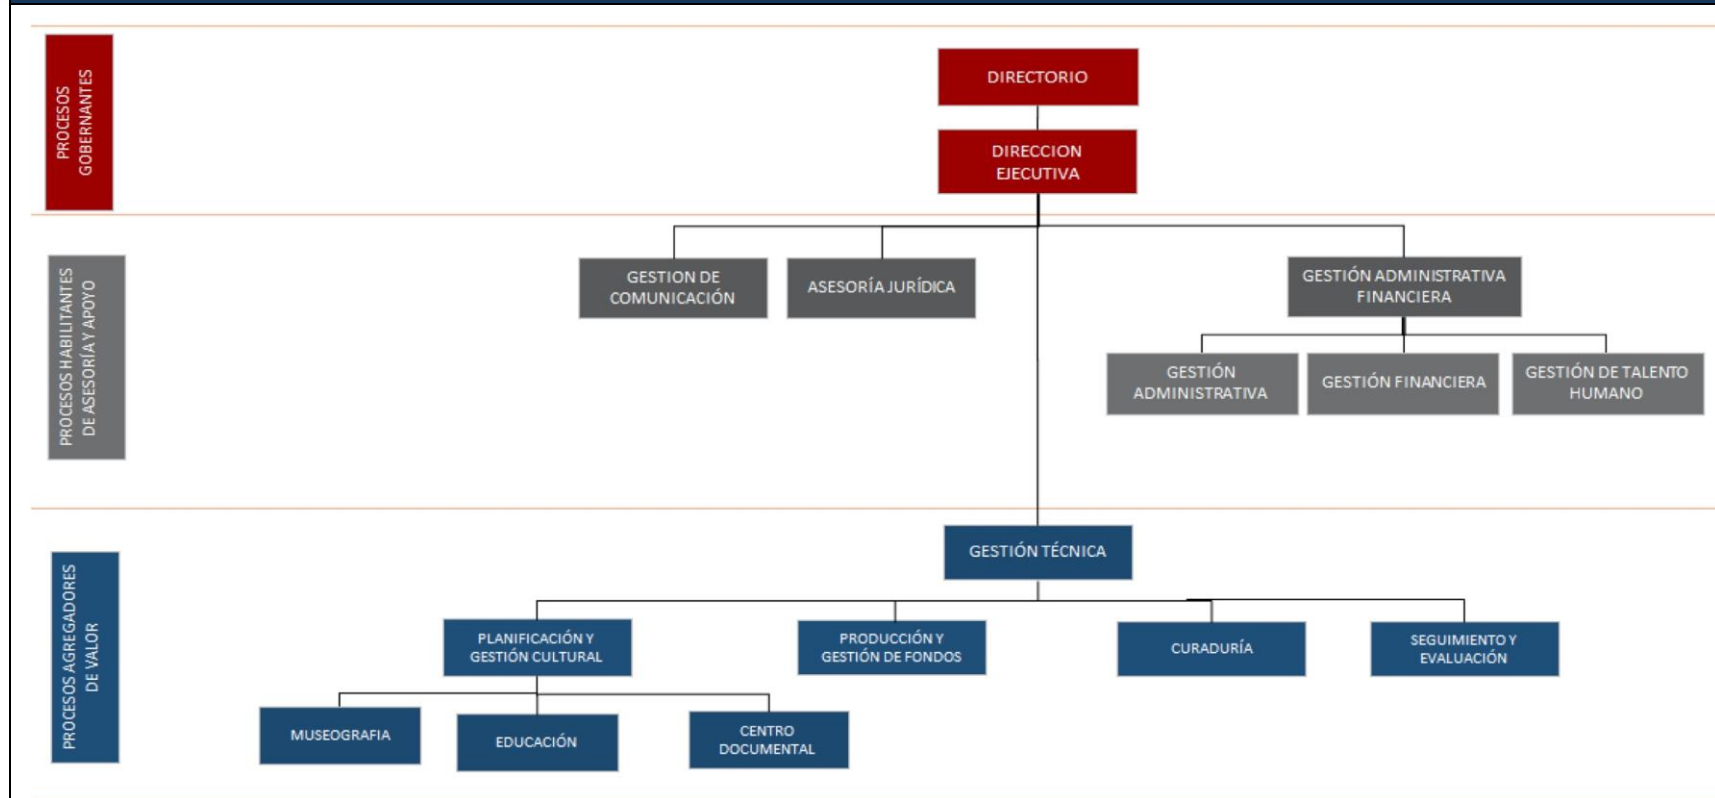 PROCESOS
GOBERNANTES
DIRECTORIO
DIRECCION
EJECUTIVA
PROCESOS HABILITANTES
DE ASESORÍA Y APOYO
GESTION DE
COMUNICACIÓN
ASESORÍA JURÍDICA
GESTIÓN ADMINISTRATIVA
FINANCIERA
GESTIÓN
ADMINISTRATIVA
GESTIÓN FINANCIERA
GESTIÓN DE TALENTO
HUMANO
PROCESOS AGREGADORES
DE VALOR
GESTIÓN TÉCNICA
PLANIFICACIÓN Y
GESTIÓN CULTURAL
PRODUCCIÓN Y
GESTIÓN DE FONDOS
CURADURÍA
SEGUIMIENTO Y
EVALUACIÓN
MUSEOGRAFIA
EDUCACIÓN
CENTRO
DOCUMENTAL